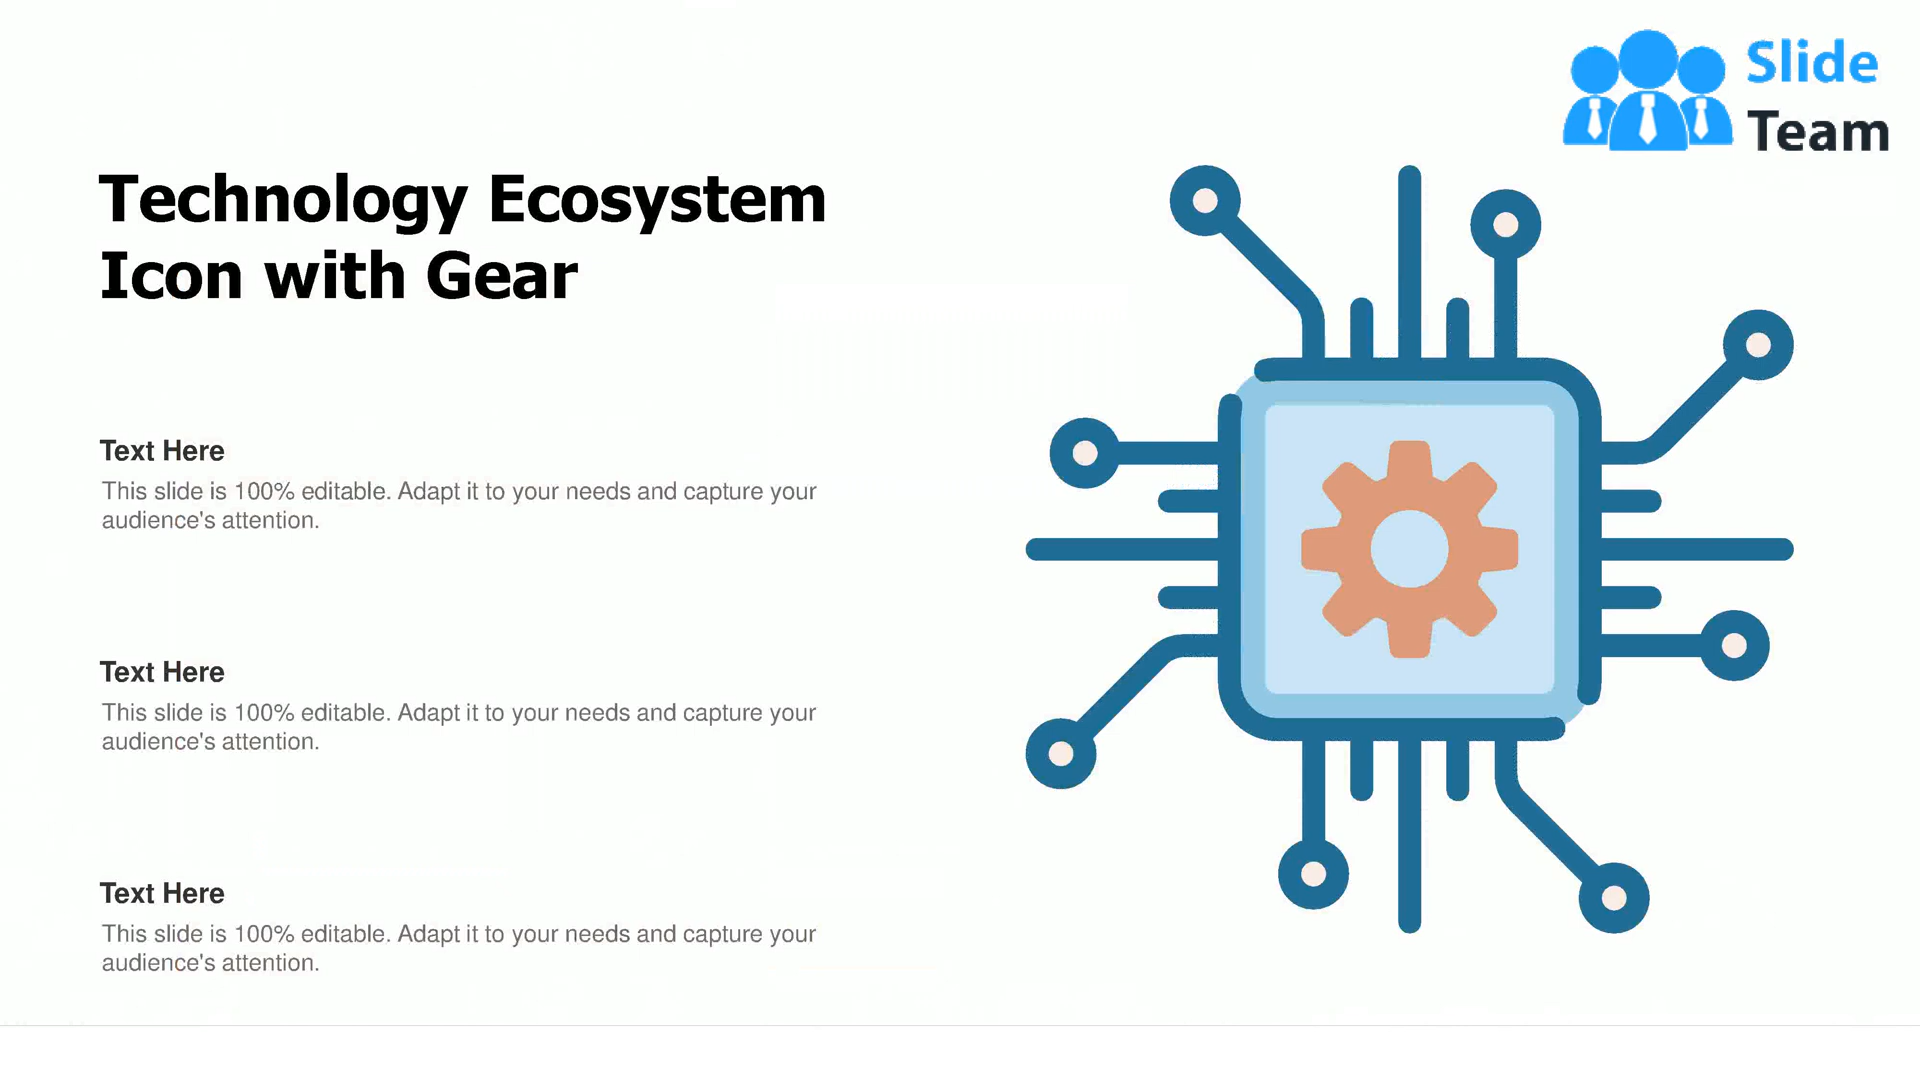 Slide
Team
Technology Ecosystem
Icon with Gear
Text Here
This slide is 100% editable. Adapt it to your needs and capture your
audience's attention.
Text Here
This slide is 100% editable. Adapt it to your needs and capture your
audience's attention.
Text Here
This slide is 100% editable. Adapt it to your needs and capture your
audience's attention.